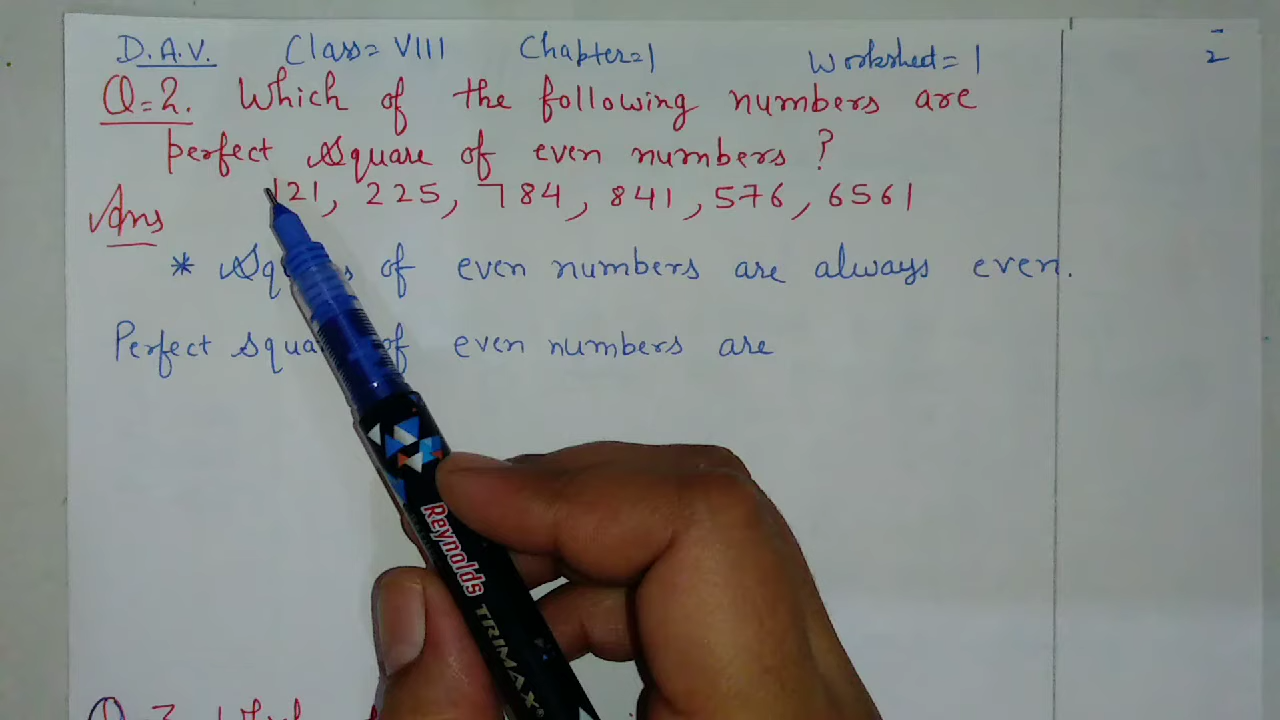 D.A.V. Class= VIII Chapter=1 Worksheet=1
2
Q=2. Which of the following numbers are
perfect square of even numbers ?
Ans 121, 225, 784, 841, 576, 6561
* of even numbers are always even.
Perfect of even numbers are
Reynolds TRIMAX